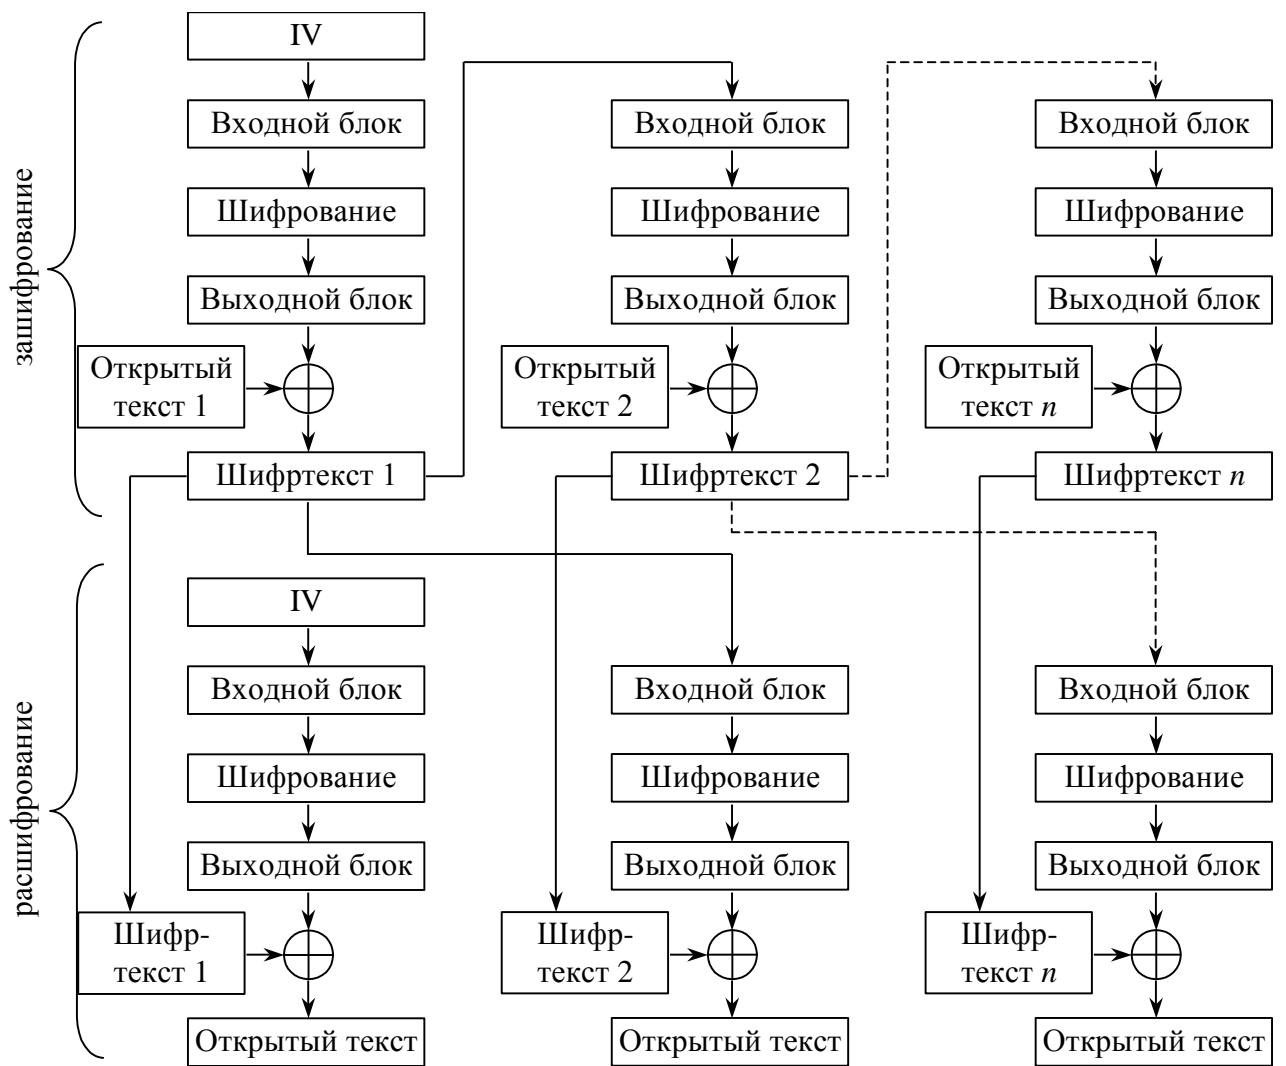 зашифрование
IV
Входной блок
Входной блок
Входной блок
Шифрование
Шифрование
Шифрование
Выходной блок
Выходной блок
Выходной блок
Открытый
текст 1
Открытый
текст 2
Открытый
текст n
Шифртекст 1
Шифртекст 2
Шифртекст n
расшифрование
IV
Входной блок
Входной блок
Входной блок
Шифрование
Шифрование
Шифрование
Выходной блок
Выходной блок
Выходной блок
Шифр-
текст 1
Шифр-
текст 2
Шифр-
текст n
Открытый текст
Открытый текст
Открытый текст